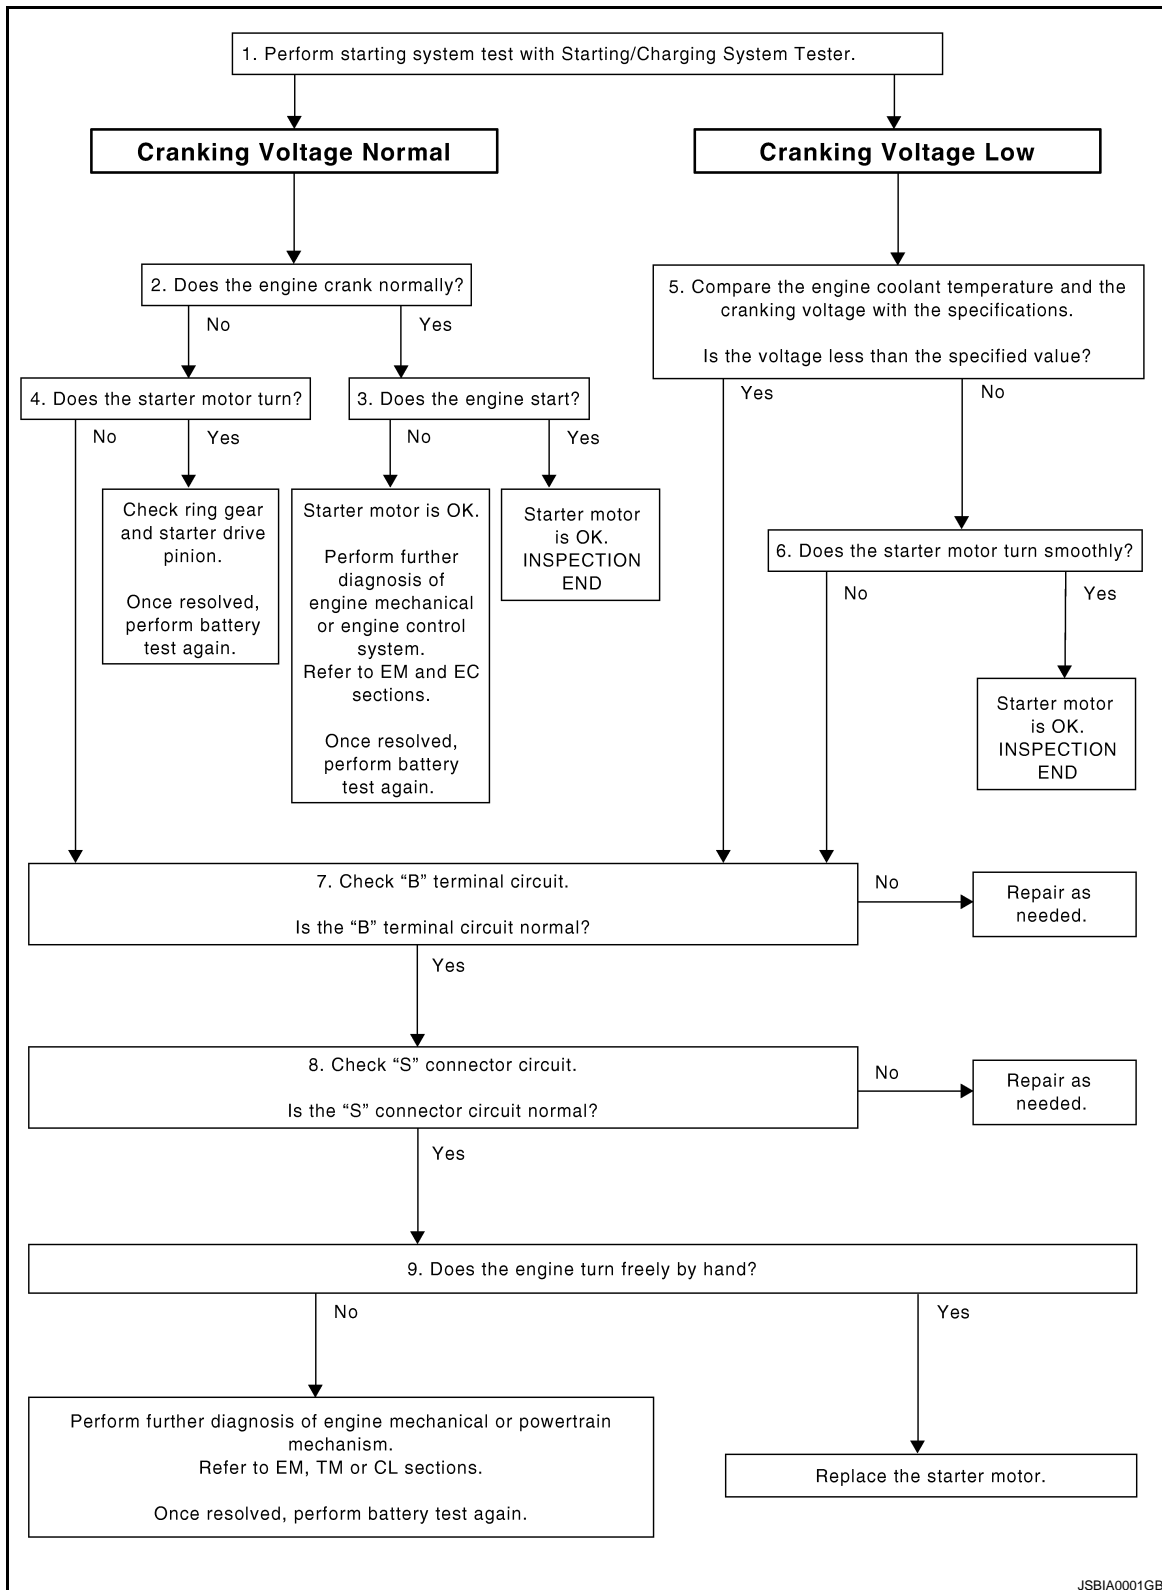 1. Perform starting system test with Starting/Charging System Tester.
Cranking Voltage Normal
Cranking Voltage Low
2. Does the engine crank normally?
5. Compare the engine coolant temperature and the
cranking voltage with the specifications.
Is the voltage less than the specified value?
No
Yes
4. Does the starter motor turn?
3. Does the engine start?
Yes
No
No
Yes
No
Yes
Check ring gear
and starter drive
pinion.
Once resolved,
perform battery
test again.
Starter motor is OK.
Perform further
diagnosis of
engine mechanical
or engine control
system.
Refer to EM and EC
sections.
Once resolved,
perform battery
test again.
Starter motor
is OK.
INSPECTION
END
6. Does the starter motor turn smoothly?
No
Yes
Starter motor
is OK.
INSPECTION
END
7. Check “B” terminal circuit.
Is the “B” terminal circuit normal?
No
Repair as
needed.
Yes
8. Check “S” connector circuit.
Is the “S” connector circuit normal?
No
Repair as
needed.
Yes
9. Does the engine turn freely by hand?
No
Yes
Perform further diagnosis of engine mechanical or powertrain
mechanism.
Refer to EM, TM or CL sections.
Once resolved, perform battery test again.
Replace the starter motor.
JSBIA0001GB